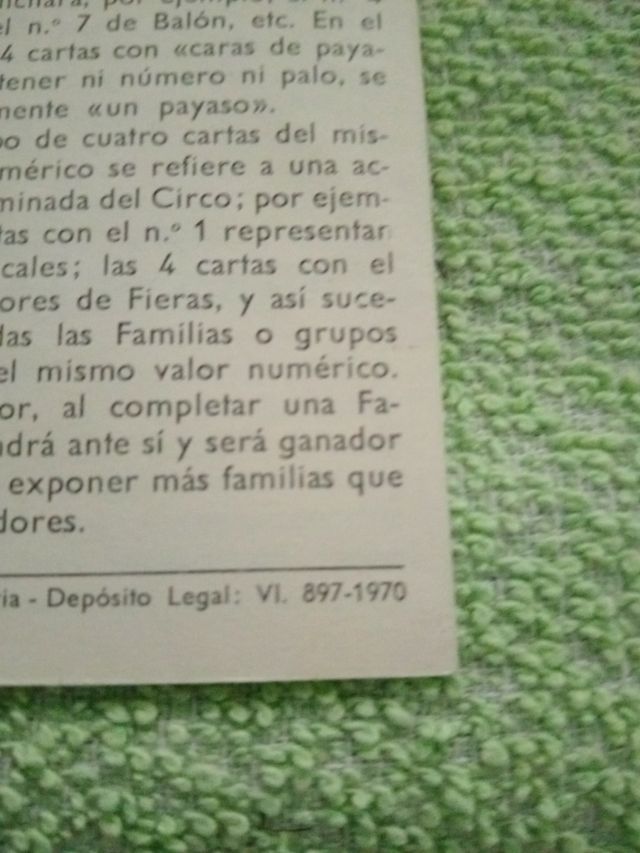 el n.º 7 de Balón, etc. En el
4 cartas con «caras de paya-
tener ni número ni palo, se
mente «un payaso».
po de cuatro cartas del mis-
mérico se refiere a una ac-
minada del Circo; por ejem-
tas con el n.º 1 representar
cales; las 4 cartas con el
ores de Fieras, y así suce-
das las Familias o grupos
el mismo valor numérico.
or, al completar una Fa-
ndrá ante sí y será ganador
exponer más familias que
dores.
ria - Depósito Legal: VI. 897-1970